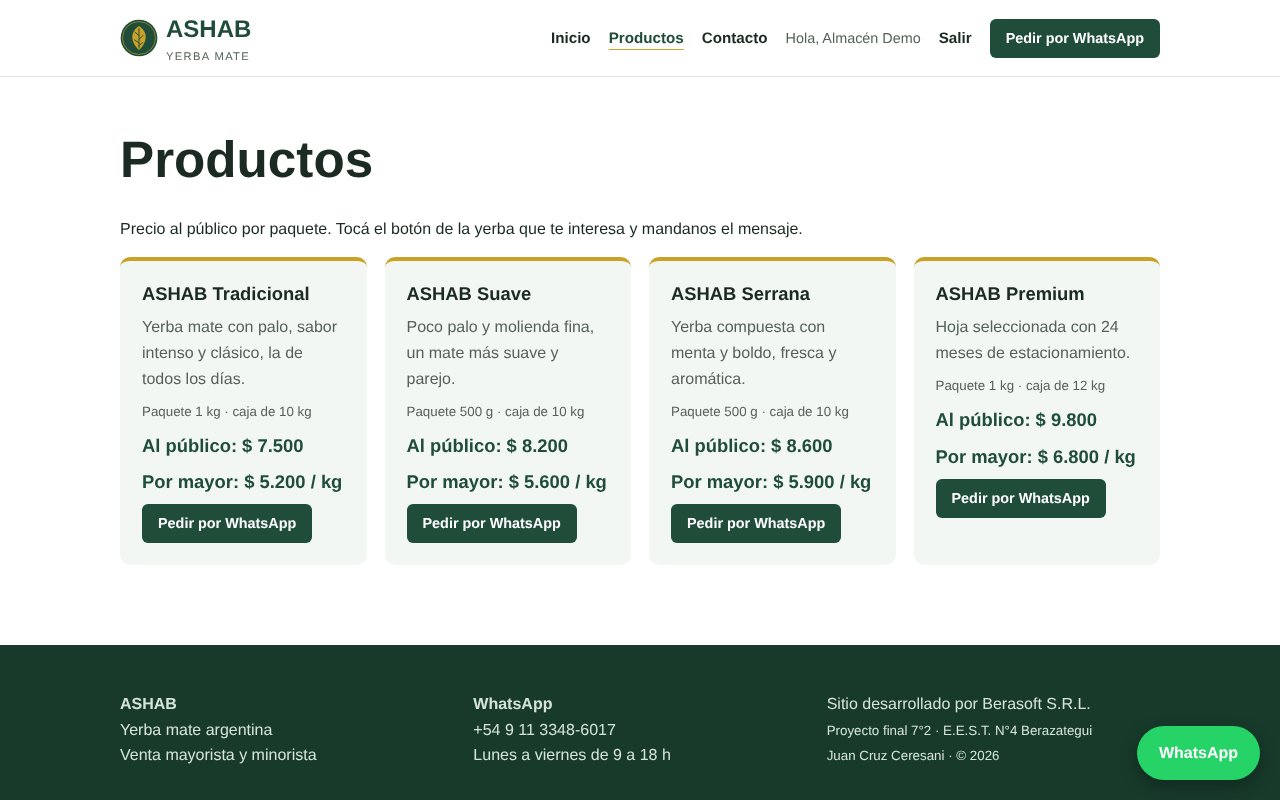 ASHAB
YERBA MATE
Inicio
Productos
Contacto
Hola, Almacén Demo
Salir
Pedir por WhatsApp
Productos
Precio al público por paquete. Tocá el botón de la yerba que te interesa y mandanos el mensaje.
ASHAB Tradicional
Yerba mate con palo, sabor
intenso y clásico, la de
todos los días.
Paquete 1 kg · caja de 10 kg
Al público: $ 7.500
Por mayor: $ 5.200 / kg
Pedir por WhatsApp
ASHAB Suave
Poco palo y molienda fina,
un mate más suave y
parejo.
Paquete 500 g · caja de 10 kg
Al público: $ 8.200
Por mayor: $ 5.600 / kg
Pedir por WhatsApp
ASHAB Serrana
Yerba compuesta con
menta y boldo, fresca y
aromática.
Paquete 500 g · caja de 10 kg
Al público: $ 8.600
Por mayor: $ 5.900 / kg
Pedir por WhatsApp
ASHAB Premium
Hoja seleccionada con 24
meses de estacionamiento.
Paquete 1 kg · caja de 12 kg
Al público: $ 9.800
Por mayor: $ 6.800 / kg
Pedir por WhatsApp
ASHAB
Yerba mate argentina
Venta mayorista y minorista
WhatsApp
+54 9 11 3348-6017
Lunes a viernes de 9 a 18 h
Sitio desarrollado por Berasoft S.R.L.
Proyecto final 7°2 · E.E.S.T. N°4 Berazategui
Juan Cruz Ceresani · © 2026
WhatsApp